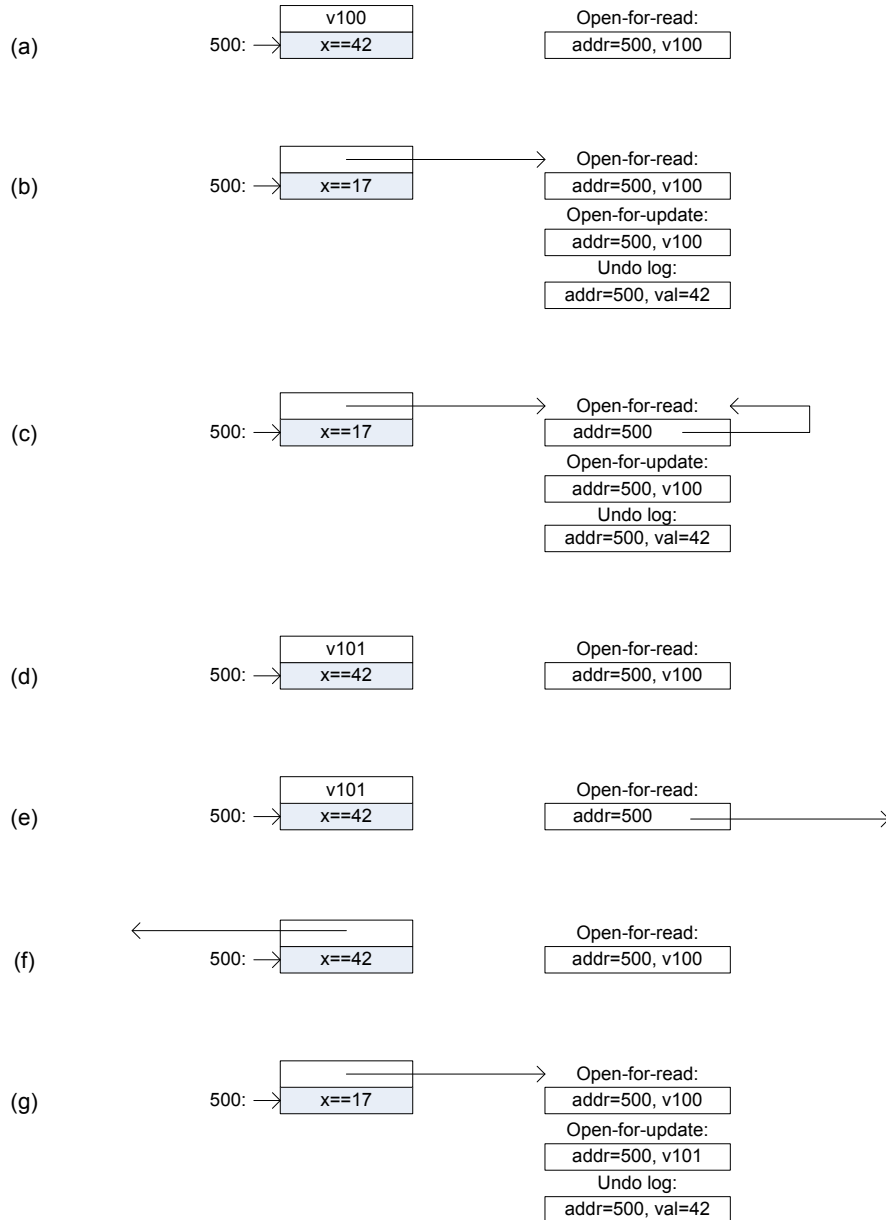 v100
Open-for-read:
(a)
500:
x==42
addr=500, v100
Open-for-read:
(b)
500:
x==17
addr=500, v100
Open-for-update:
addr=500, v100
Undo log:
addr=500, val=42
Open-for-read:
(c)
500:
x==17
addr=500
Open-for-update:
addr=500, v100
Undo log:
addr=500, val=42
v101
Open-for-read:
(d)
500:
x==42
addr=500, v100
v101
Open-for-read:
(e)
500:
x==42
addr=500
Open-for-read:
(f)
500:
x==42
addr=500, v100
Open-for-read:
(g)
500:
x==17
addr=500, v100
Open-for-update:
addr=500, v101
Undo log:
addr=500, val=42